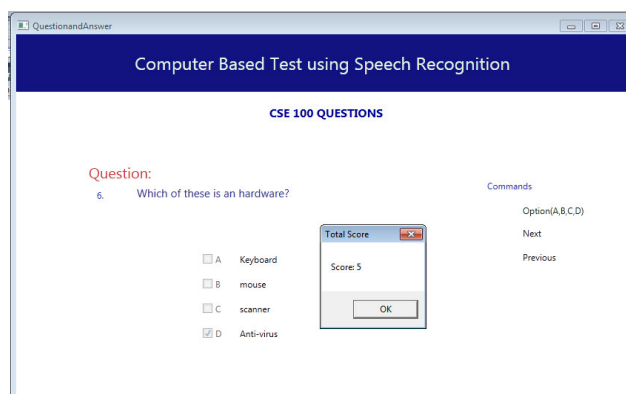 QuestionandAnswer
Computer Based Test using Speech Recognition
CSE 100 QUESTIONS
Question:
6. Which of these is an hardware?
Commands
Option(A,B,C,D)
Next
Previous
A Keyboard
B mouse
C scanner
D Anti-virus
Total Score
Score: 5
OK